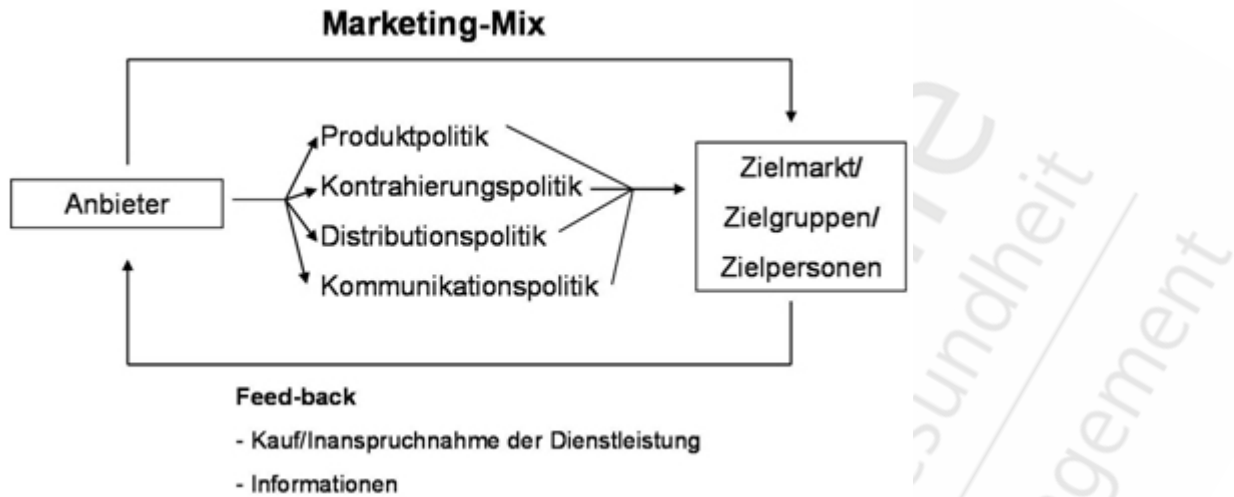 Marketing-Mix
Produktpolitik
Kontrahierungspolitik
Distributionspolitik
Kommunikationspolitik
Anbieter
Zielmarkt/
Zielgruppen/
Zielpersonen
Feed-back
- Kauf/Inanspruchnahme der Dienstleistung
- Informationen